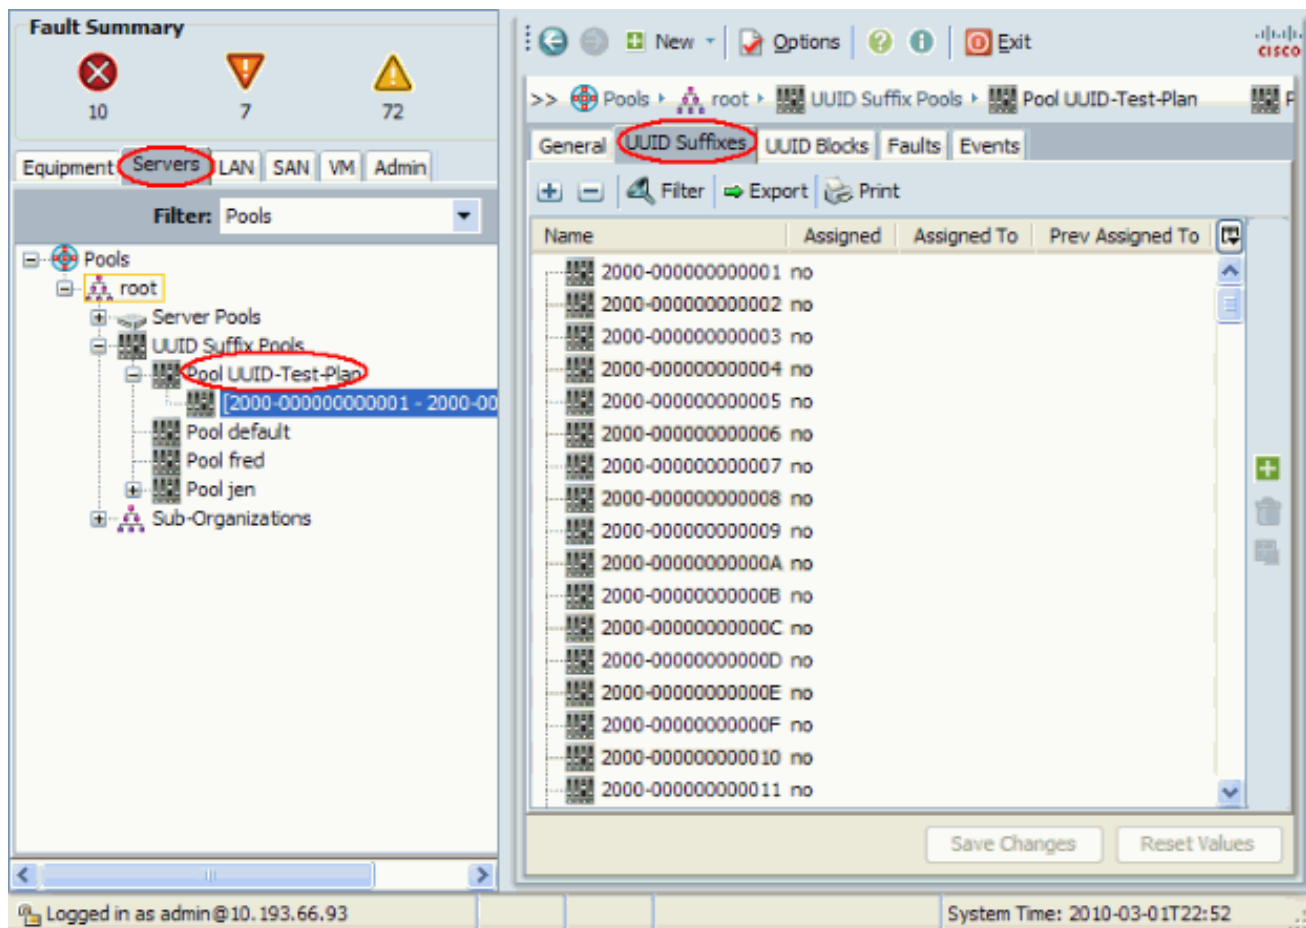 Fault Summary
10 7 72
Equipment Servers LAN SAN VM Admin
Filter: Pools
Pools
root
Server Pools
UUID Suffix Pools
Pool UUID-Test-Plan
[2000-000000000001 - 2000-00
Pool default
Pool fred
Pool jen
Sub-Organizations
New Options Exit
cisco
>> Pools root UUID Suffix Pools Pool UUID-Test-Plan P
General UUID Suffixes UUID Blocks Faults Events
Filter Export Print
Name Assigned Assigned To Prev Assigned To
2000-000000000001 no
2000-000000000002 no
2000-000000000003 no
2000-000000000004 no
2000-000000000005 no
2000-000000000006 no
2000-000000000007 no
2000-000000000008 no
2000-000000000009 no
2000-00000000000A no
2000-00000000000B no
2000-00000000000C no
2000-00000000000D no
2000-00000000000E no
2000-00000000000F no
2000-000000000010 no
2000-000000000011 no
Save Changes Reset Values
Logged in as admin@10.193.66.93
System Time: 2010-03-01T22:52